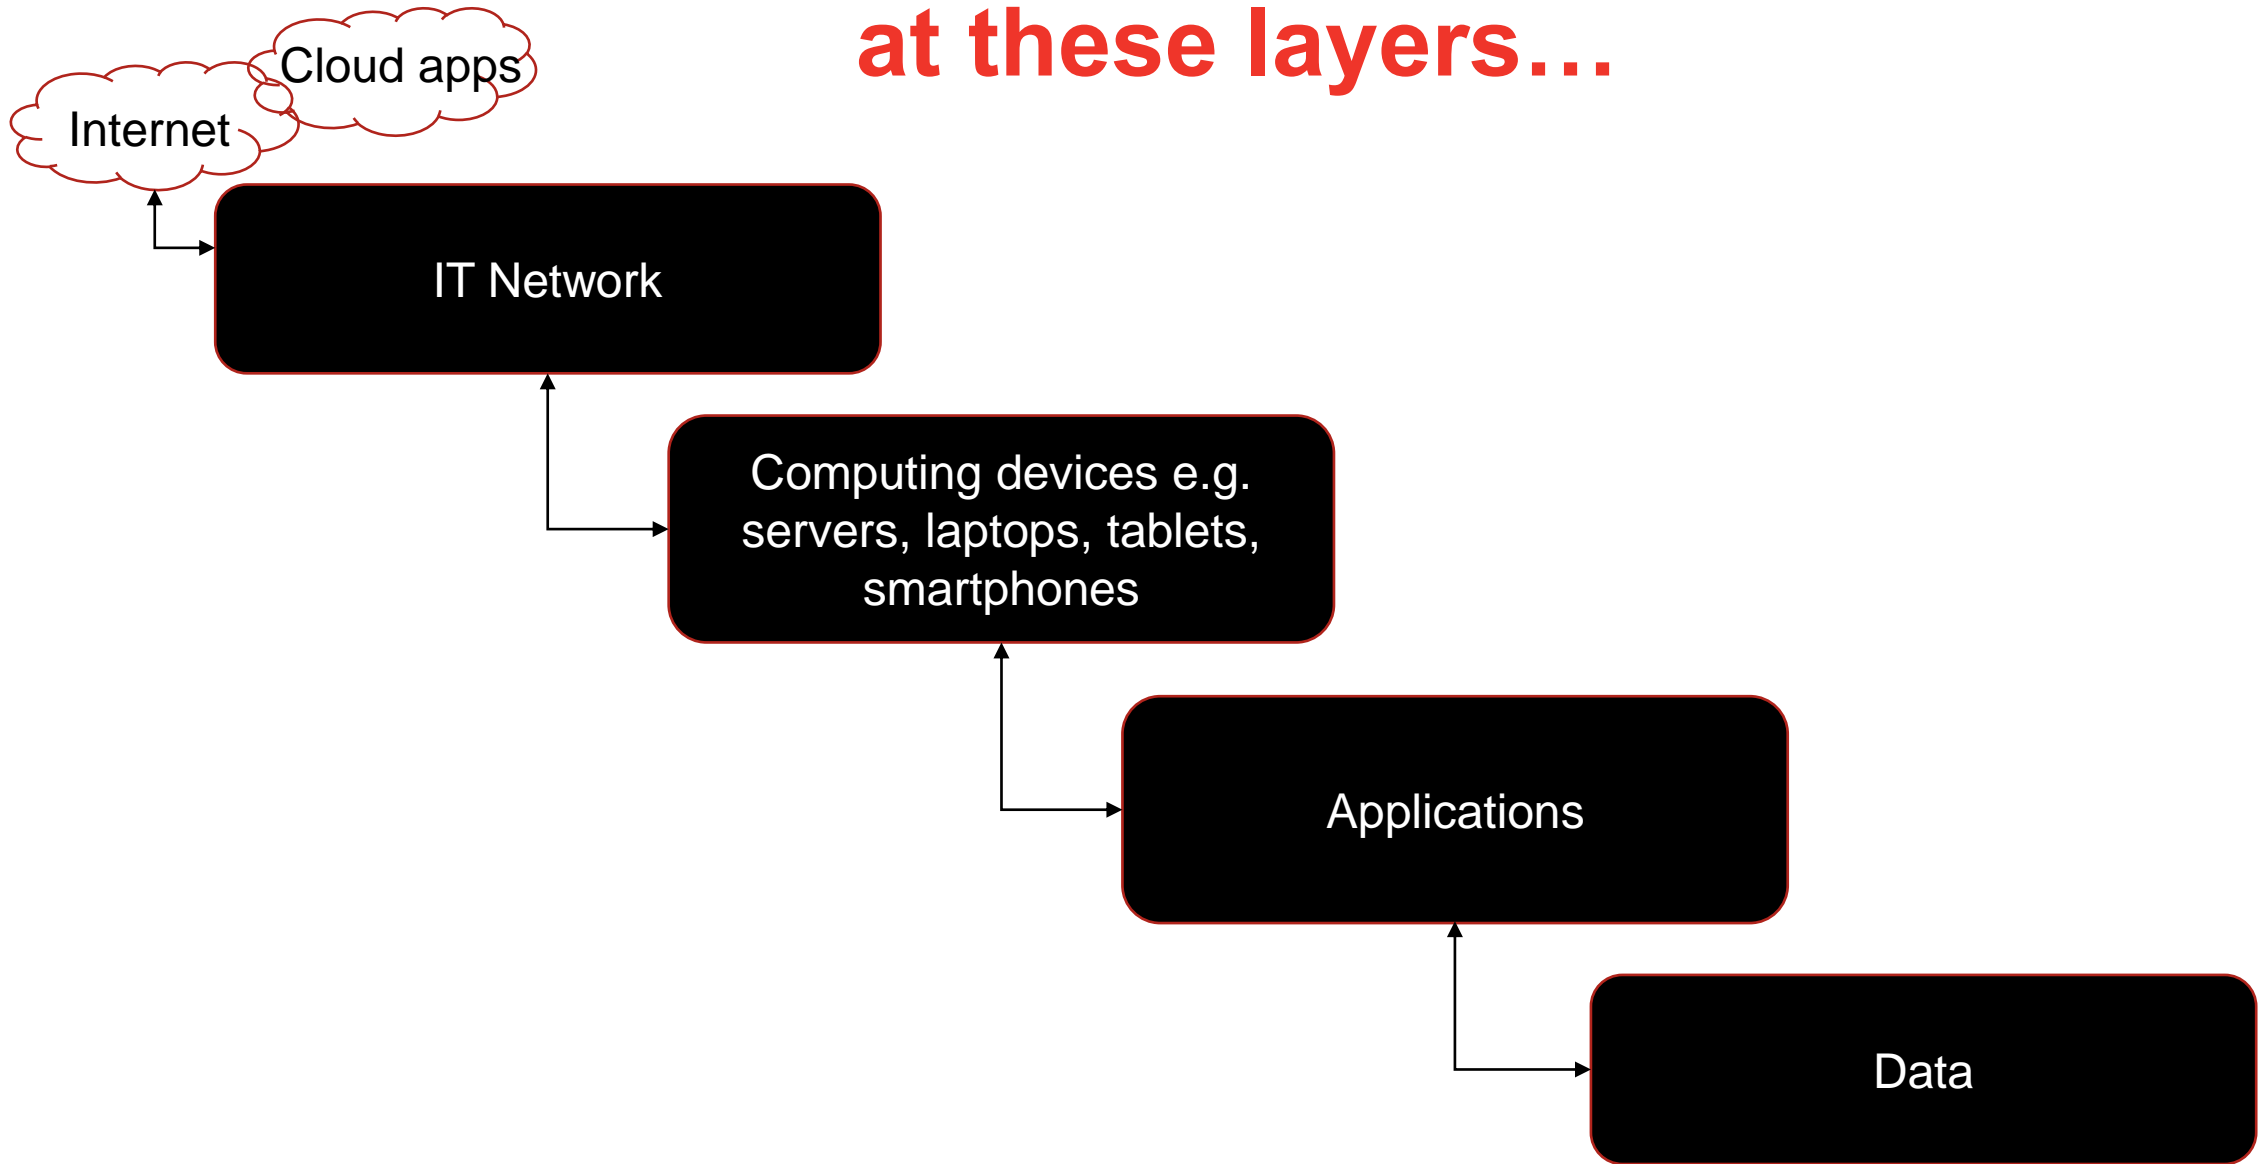 at these layers…
Cloud apps
Internet
IT Network
Computing devices e.g.
servers, laptops, tablets,
smartphones
Applications
Data